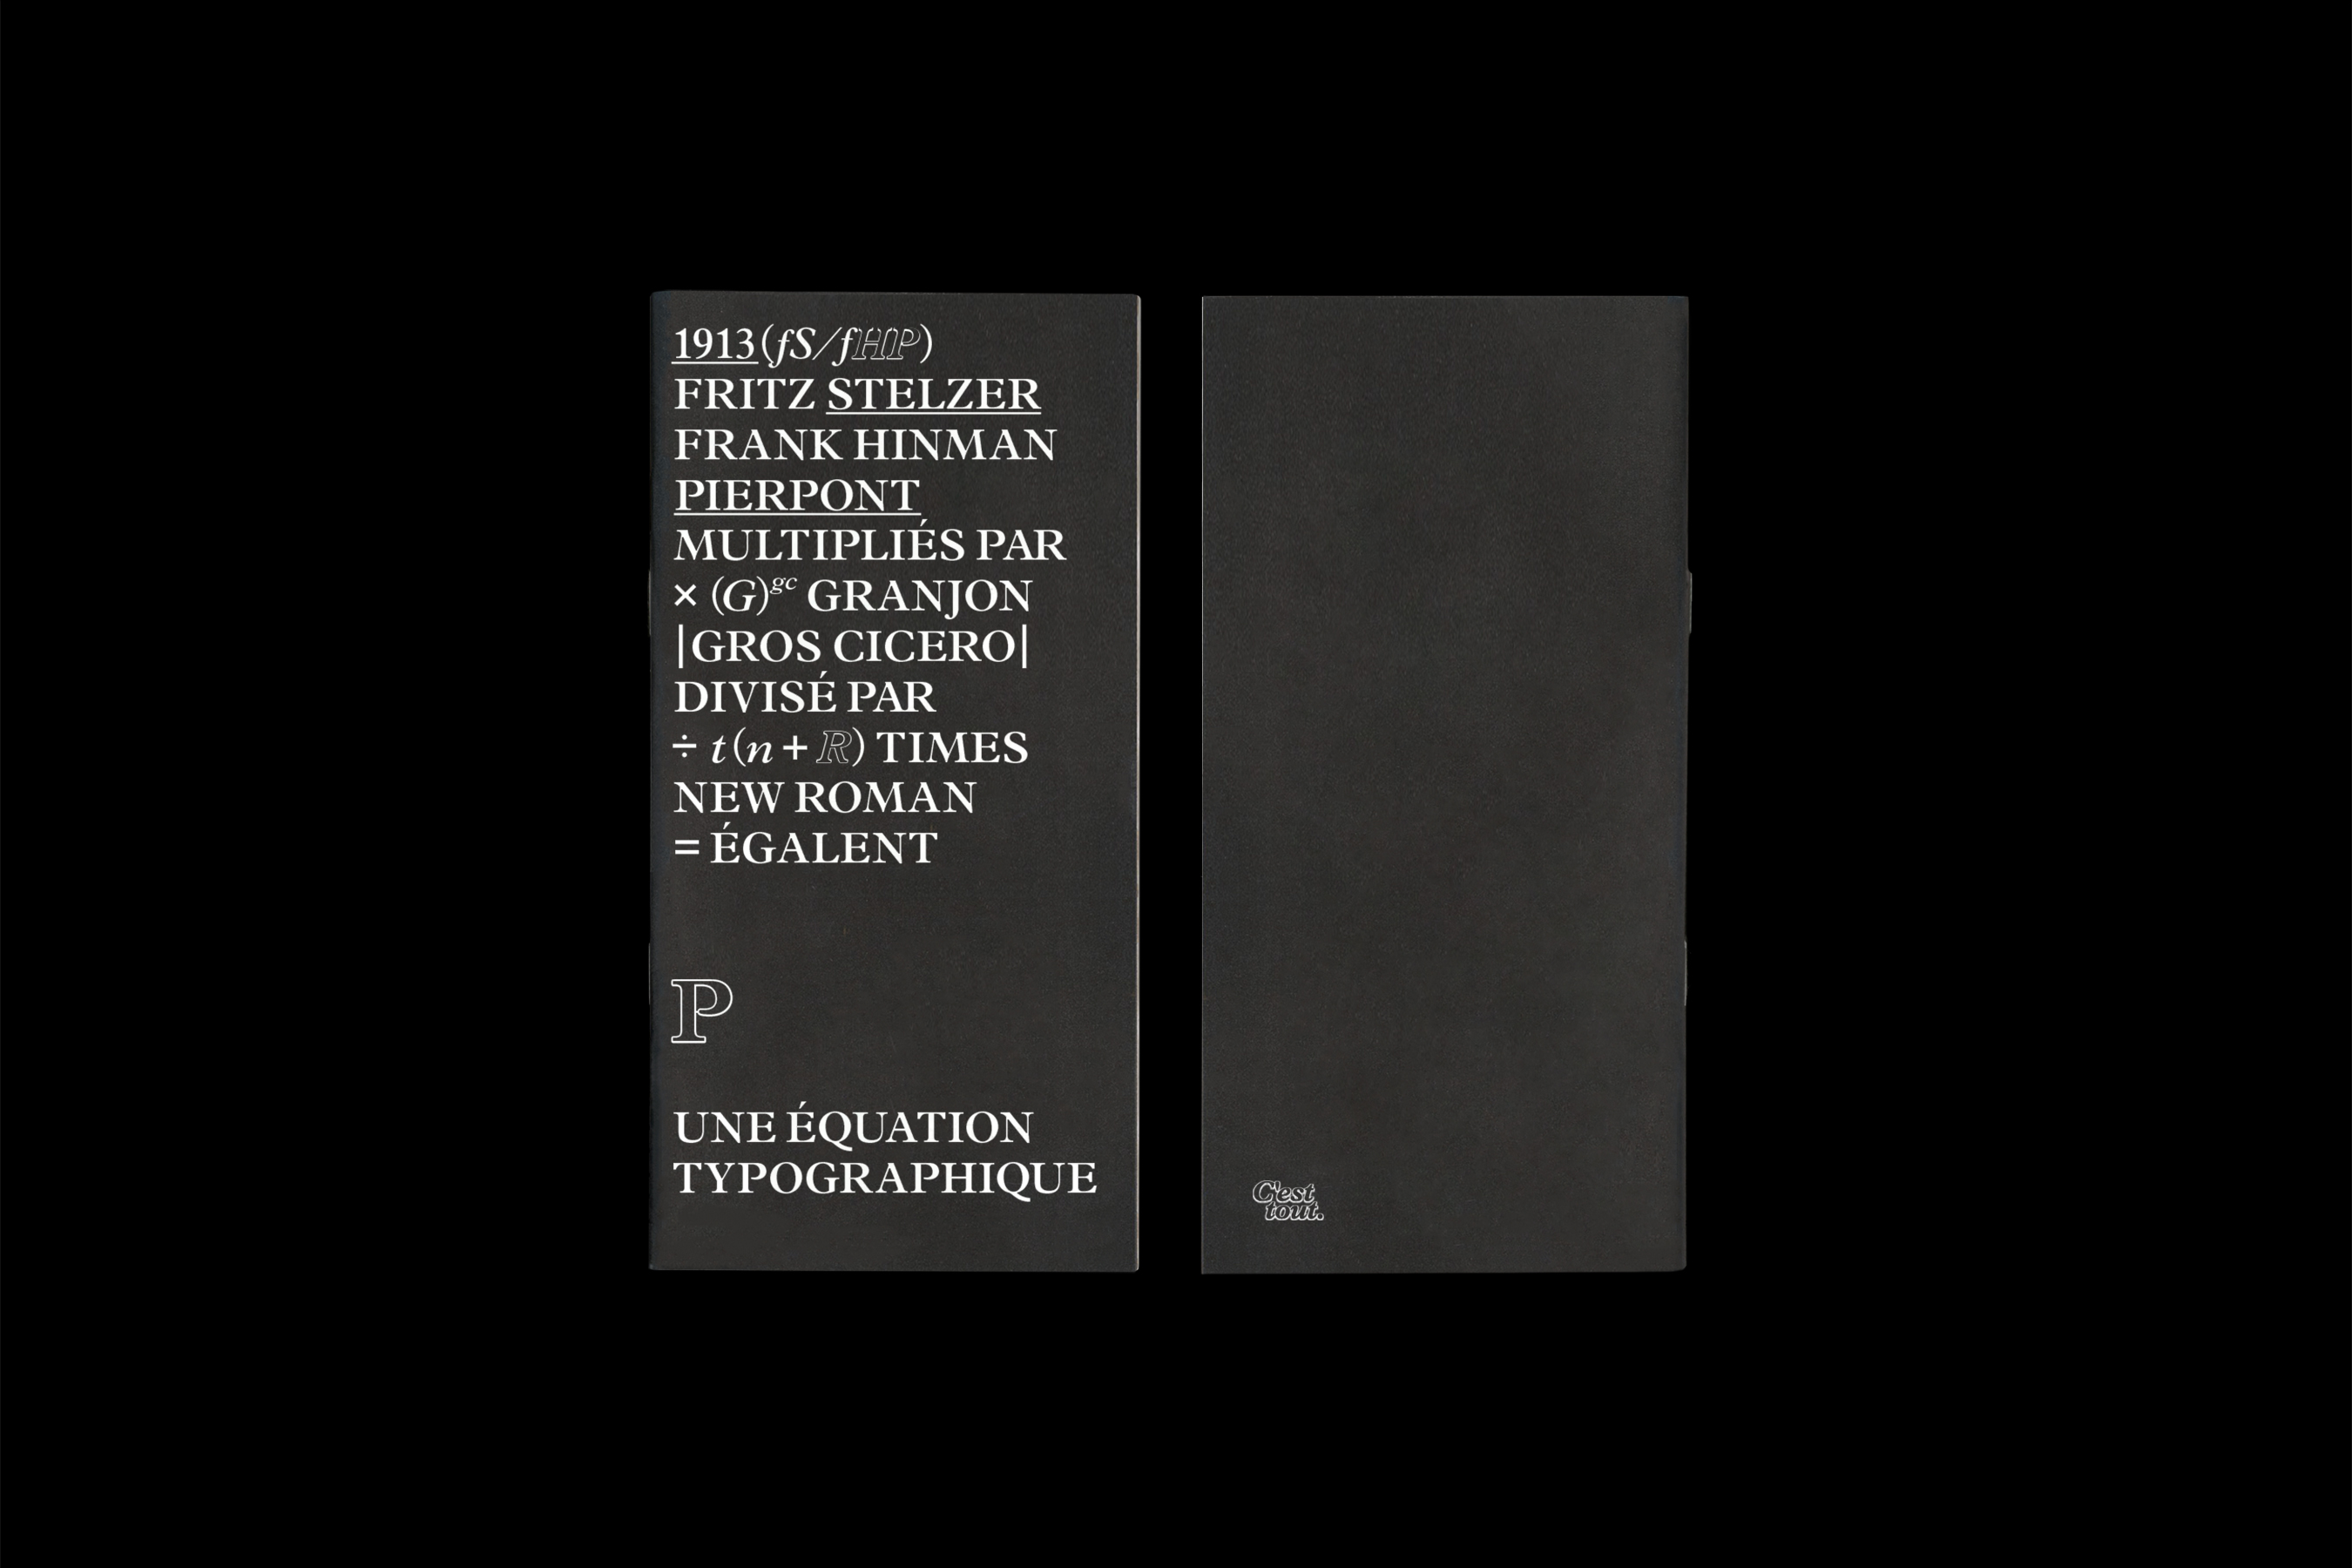 1913(fS/fHP)
FRITZ STELZER
FRANK HINMAN
PIERPONT
MULTIPLIÉS PAR
× (G)gc GRANJON
|GROS CICERO|
DIVISÉ PAR
÷ t(n+R) TIMES
NEW ROMAN
= ÉGALENT
P
UNE ÉQUATION
TYPOGRAPHIQUE
C'est
tout.